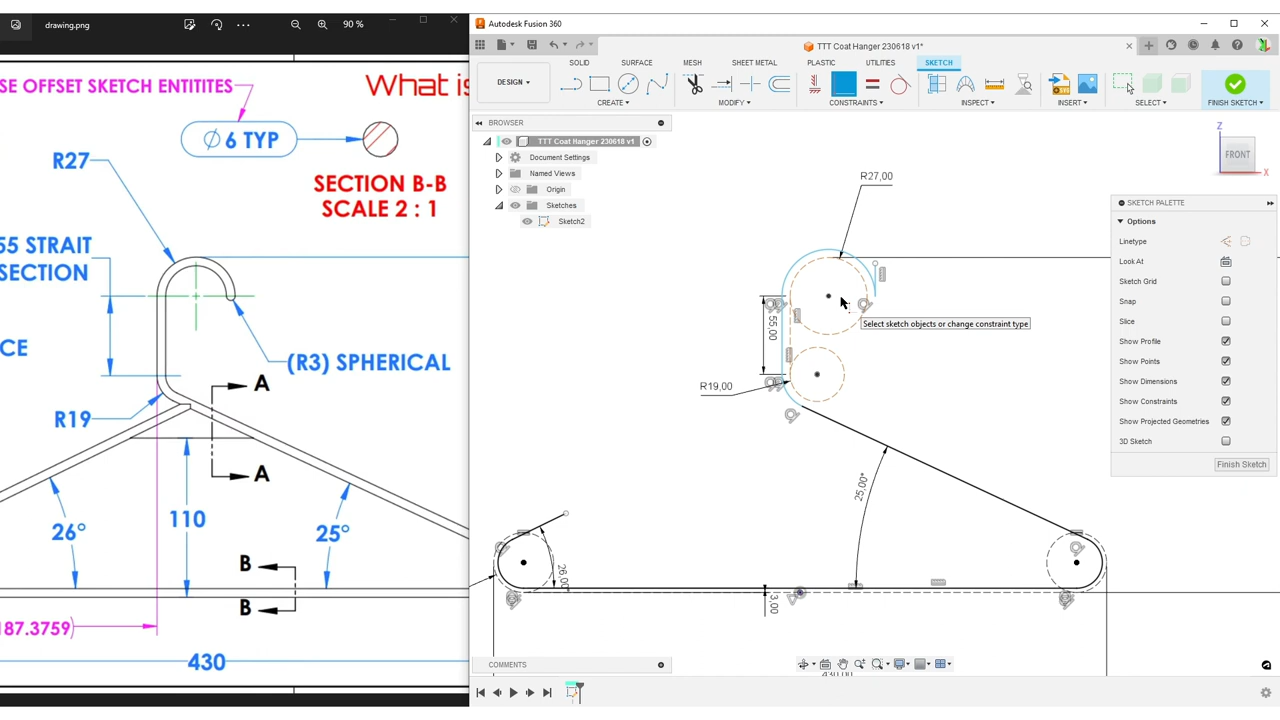 drawing.png
90 %
SE OFFSET SKETCH ENTITITES
What is
∅ 6 TYP
R27
SECTION B-B
SCALE 2 : 1
55 STRAIT
SECTION
CE
(R3) SPHERICAL
A
R19
A
26°
110
25°
B
B
187.3759)
430
Autodesk Fusion 360
TTT Coat Hanger 230618 v1*
SOLID
SURFACE
MESH
SHEET METAL
PLASTIC
UTILITIES
SKETCH
DESIGN
CREATE
MODIFY
CONSTRAINTS
INSPECT
INSERT
SELECT
FINISH SKETCH
BROWSER
TTT Coat Hanger 230618 v1
Document Settings
Named Views
Origin
Sketches
Sketch2
Z
FRONT
X
R27,00
55,00
R19,00
25,00°
26,00°
3,00
430,00
Select sketch objects or change constraint type
SKETCH PALETTE
Options
Linetype
Look At
Sketch Grid
Snap
Slice
Show Profile
Show Points
Show Dimensions
Show Constraints
Show Projected Geometries
3D Sketch
Finish Sketch
COMMENTS